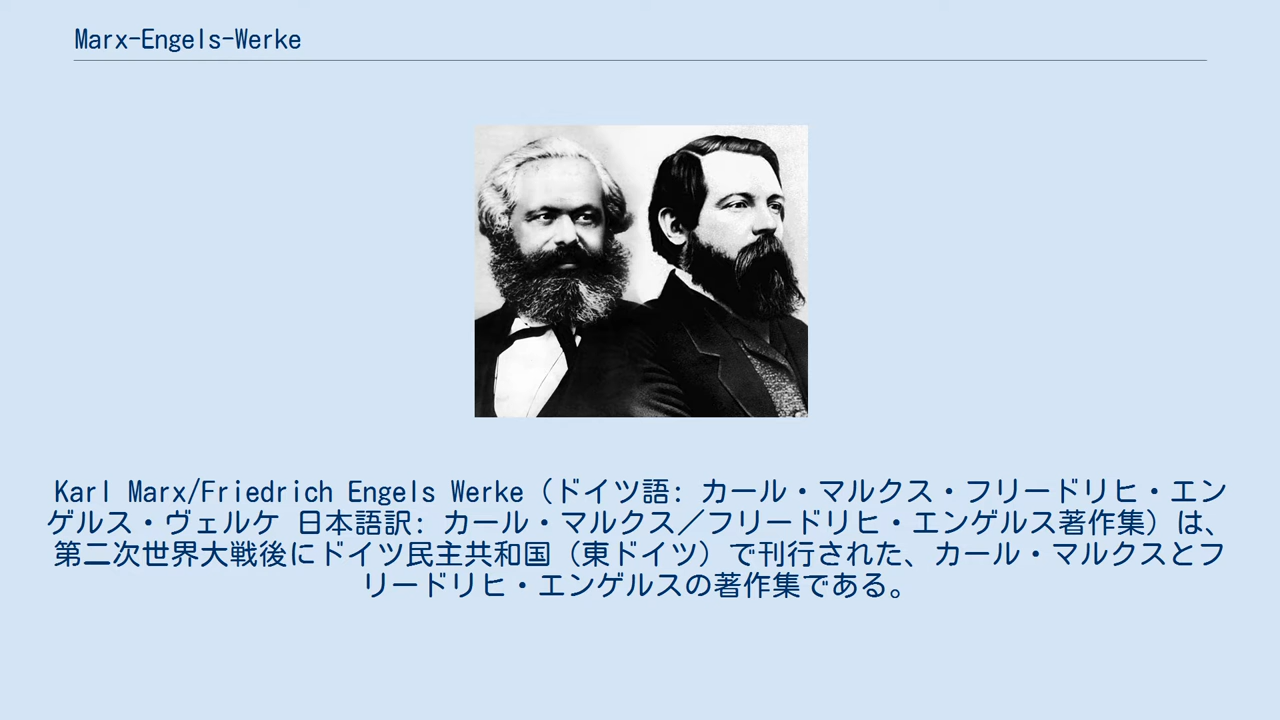 Marx-Engels-Werke
Karl Marx/Friedrich Engels Werke（ドイツ語: カール・マルクス・フリードリヒ・エン
ゲルス・ヴェルケ 日本語訳: カール・マルクス／フリードリヒ・エンゲルス著作集）は、
第二次世界大戦後にドイツ民主共和国（東ドイツ）で刊行された、カール・マルクスとフ
リードリヒ・エンゲルスの著作集である。